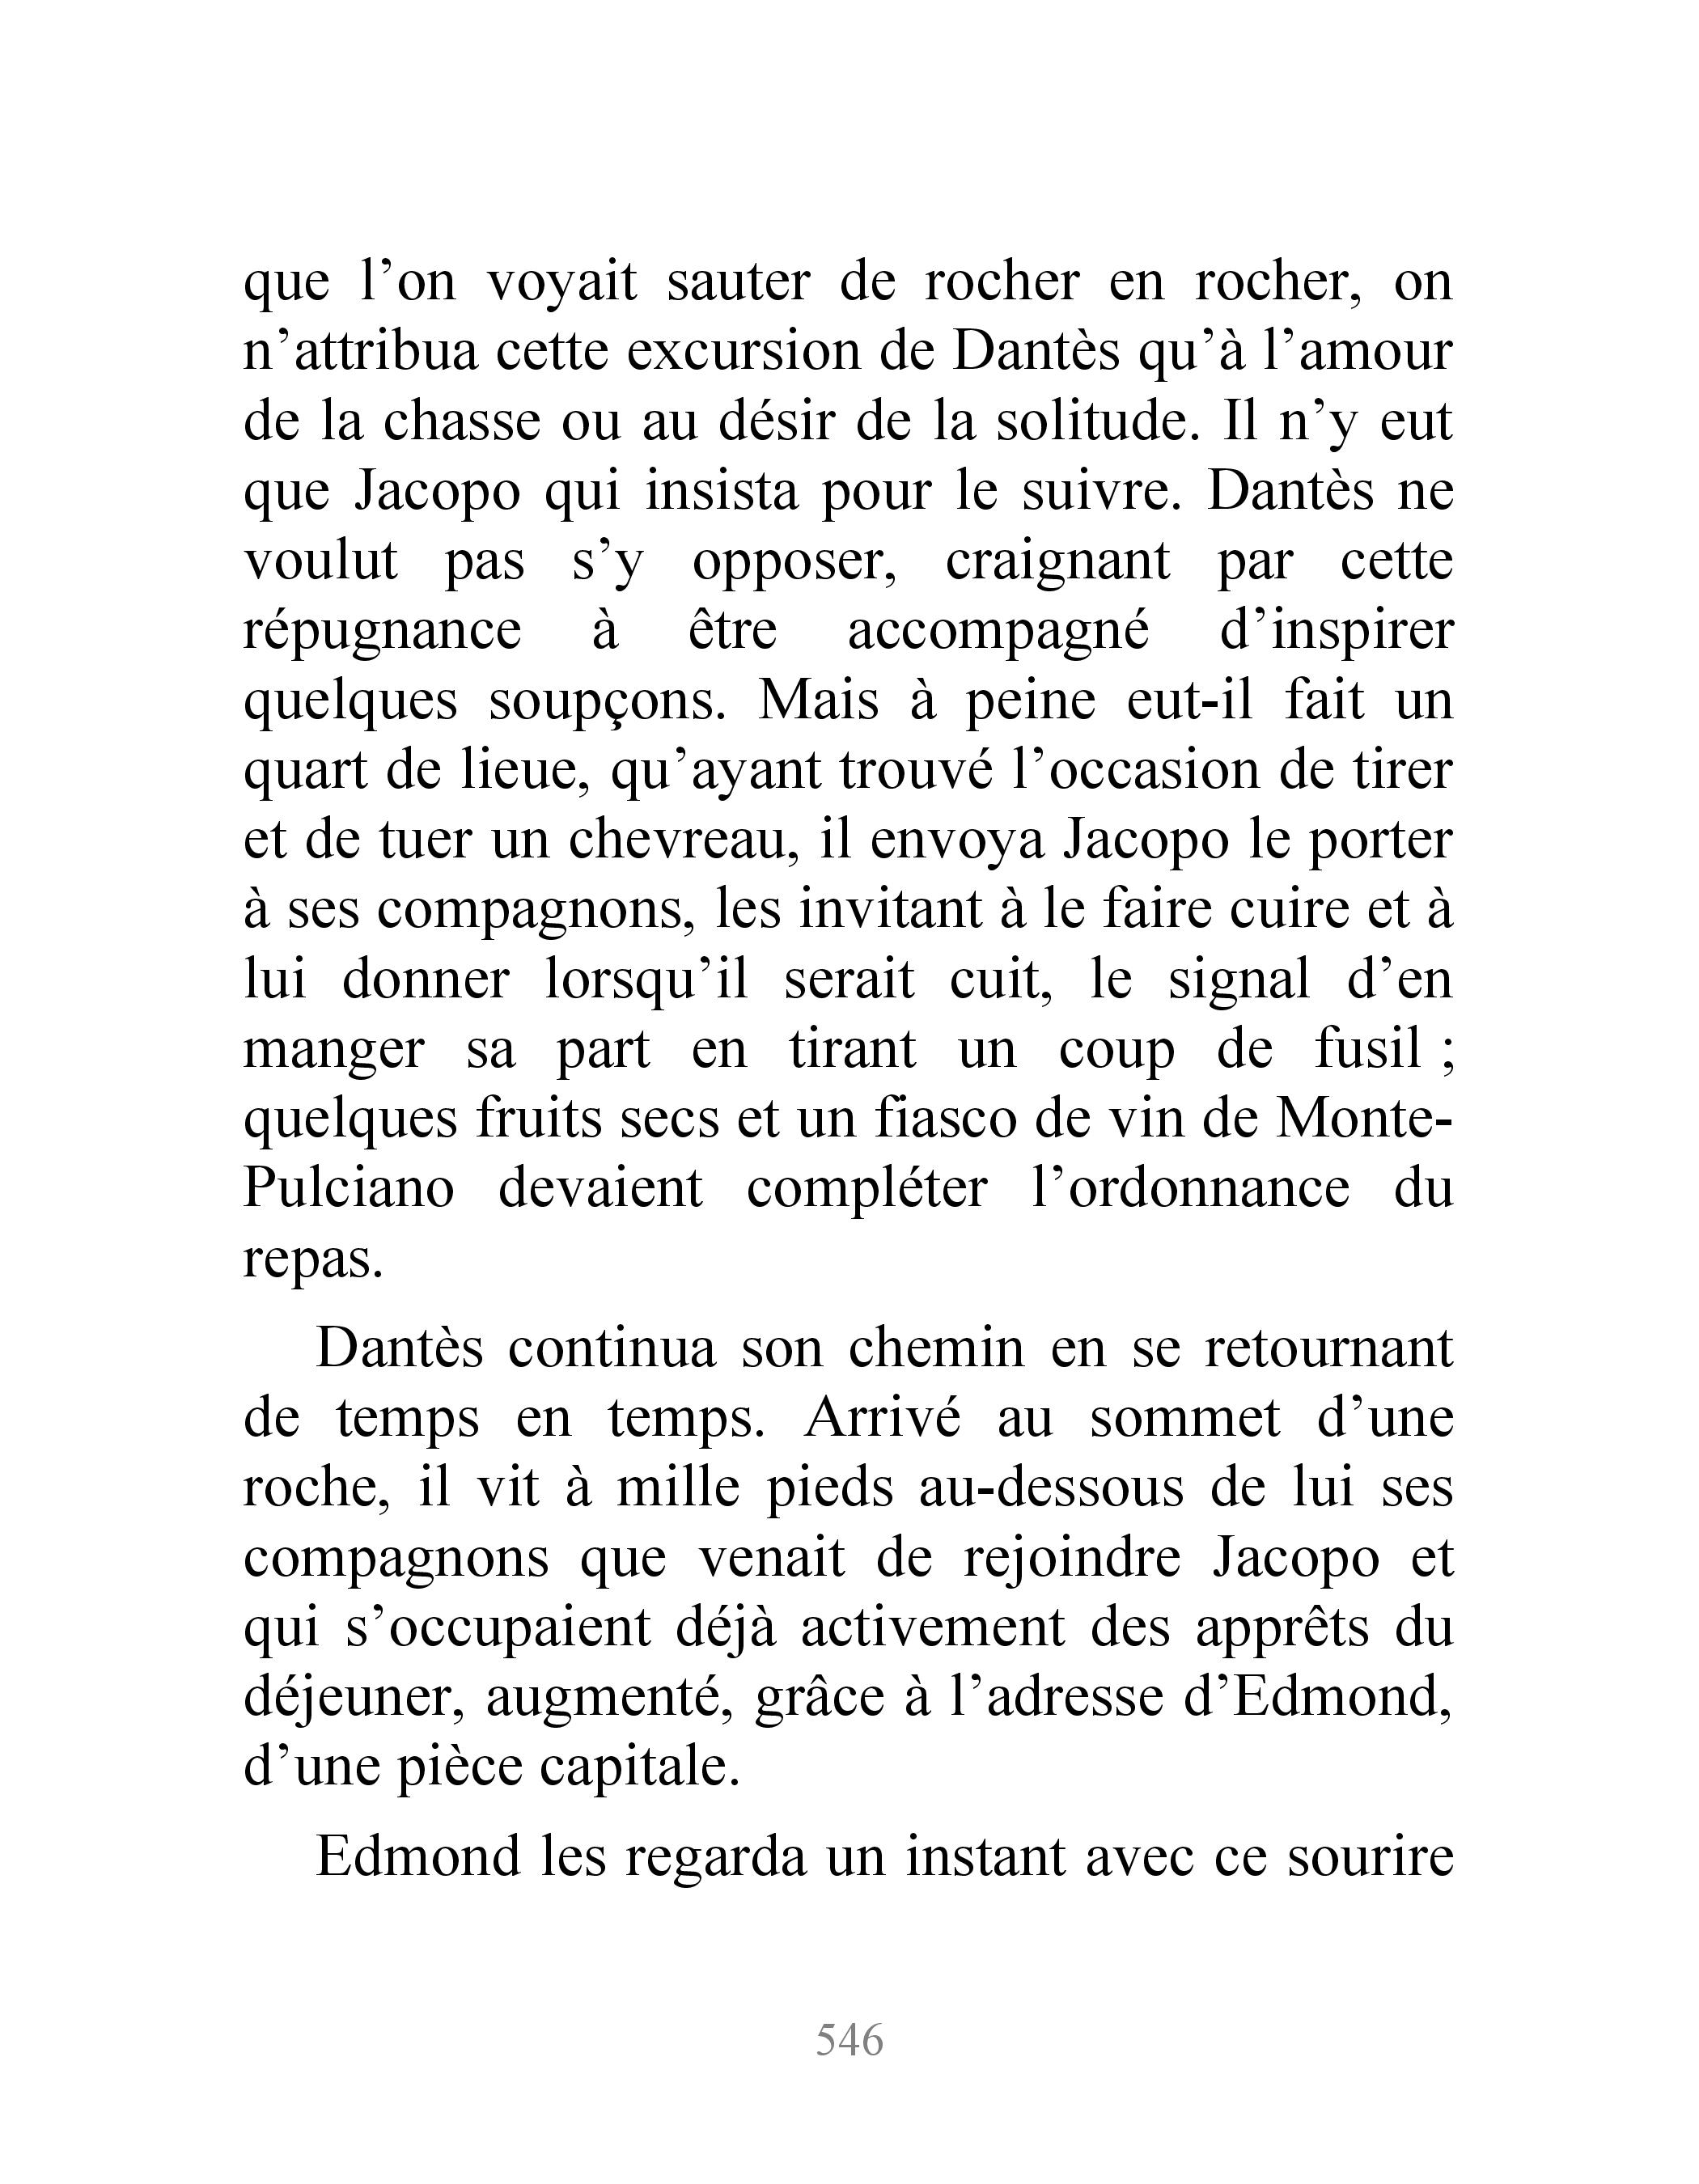 que l’on voyait sauter de rocher en rocher, on
n’attribua cette excursion de Dantès qu’à l’amour
de la chasse ou au désir de la solitude. Il n’y eut
que Jacopo qui insista pour le suivre. Dantès ne
voulut pas s’y opposer, craignant par cette
répugnance à être accompagné d’inspirer
quelques soupçons. Mais à peine eut-il fait un
quart de lieue, qu’ayant trouvé l’occasion de tirer
et de tuer un chevreau, il envoya Jacopo le porter
à ses compagnons, les invitant à le faire cuire et à
lui donner lorsqu’il serait cuit, le signal d’en
manger sa part en tirant un coup de fusil ;
quelques fruits secs et un fiasco de vin de Monte-
Pulciano devaient compléter l’ordonnance du
repas.
Dantès continua son chemin en se retournant
de temps en temps. Arrivé au sommet d’une
roche, il vit à mille pieds au-dessous de lui ses
compagnons que venait de rejoindre Jacopo et
qui s’occupaient déjà activement des apprêts du
déjeuner, augmenté, grâce à l’adresse d’Edmond,
d’une pièce capitale.
Edmond les regarda un instant avec ce sourire
546